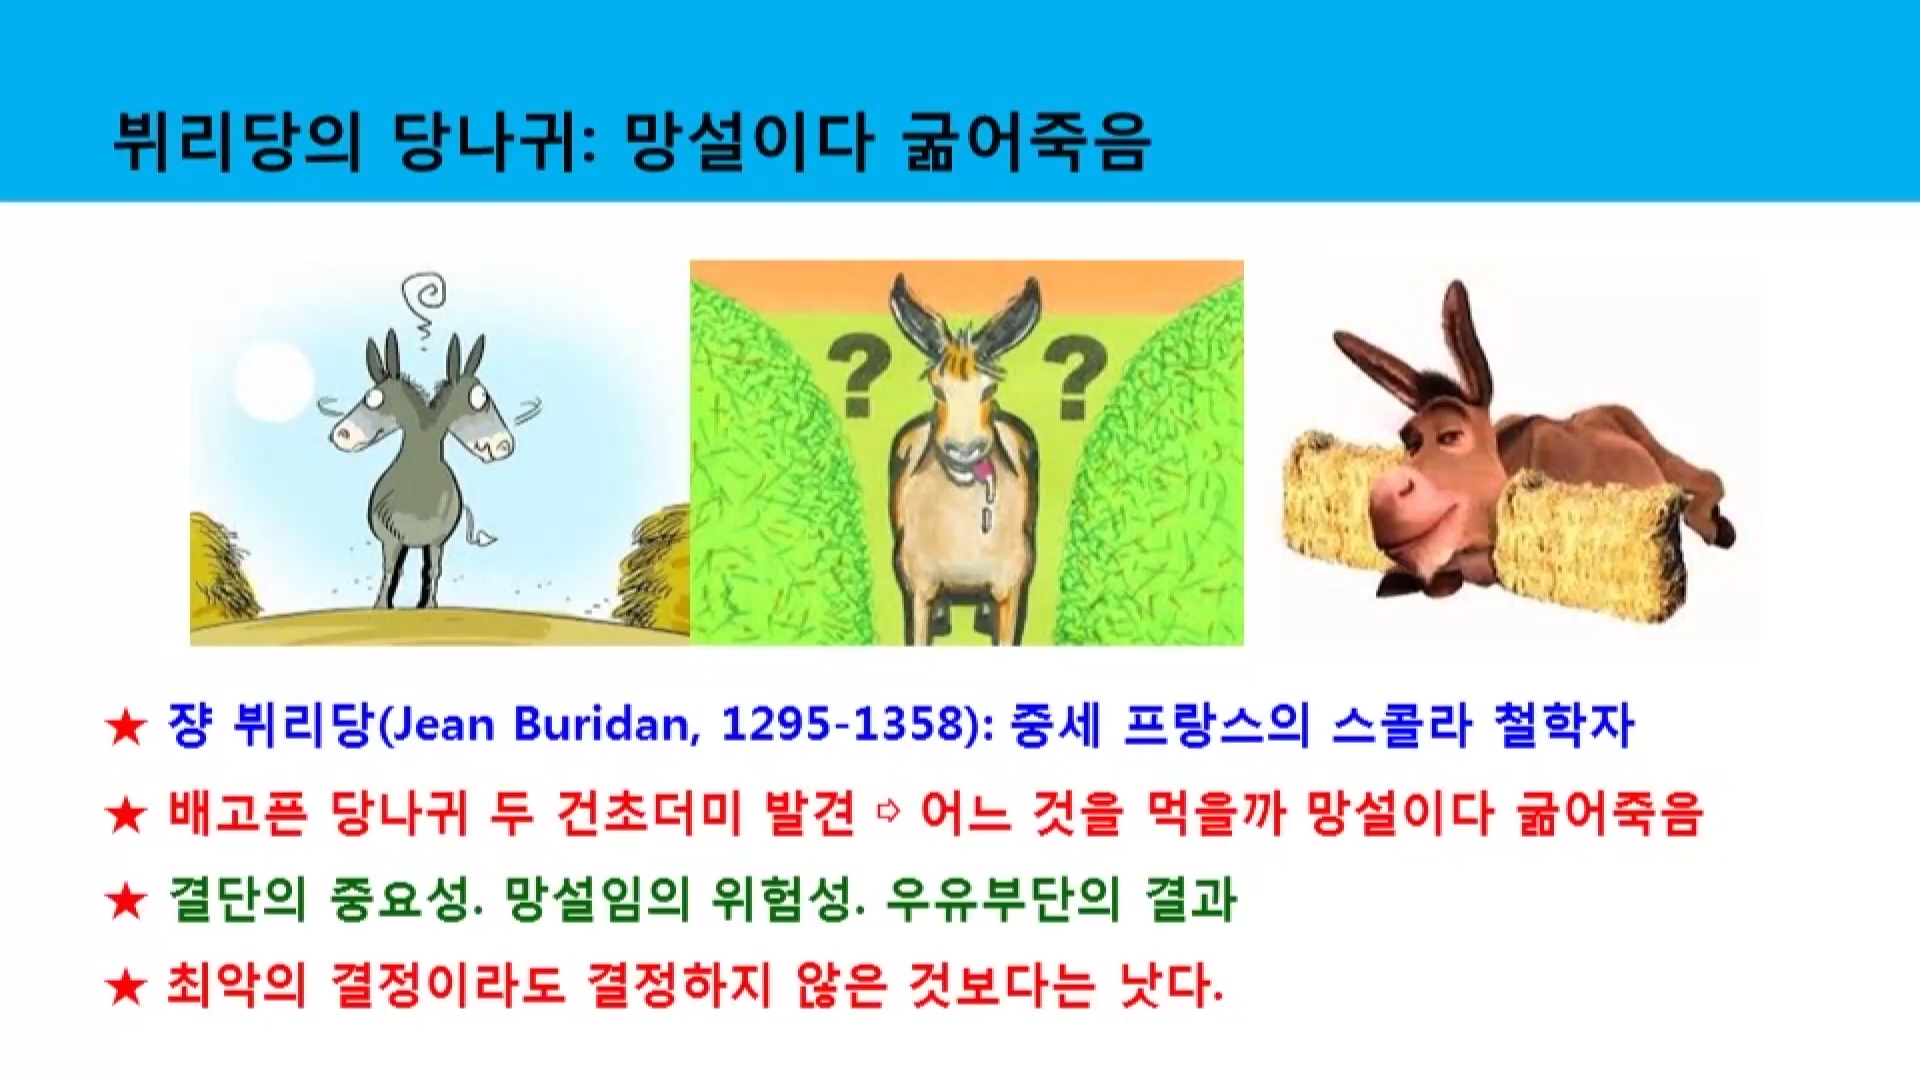 뷔리당의 당나귀: 망설이다 굶어죽음
? ?
★ 쟝 뷔리당(Jean Buridan, 1295-1358): 중세 프랑스의 스콜라 철학자
★ 배고픈 당나귀 두 건초더미 발견 ⇨ 어느 것을 먹을까 망설이다 굶어죽음
★ 결단의 중요성. 망설임의 위험성. 우유부단의 결과
★ 최악의 결정이라도 결정하지 않은 것보다는 낫다.